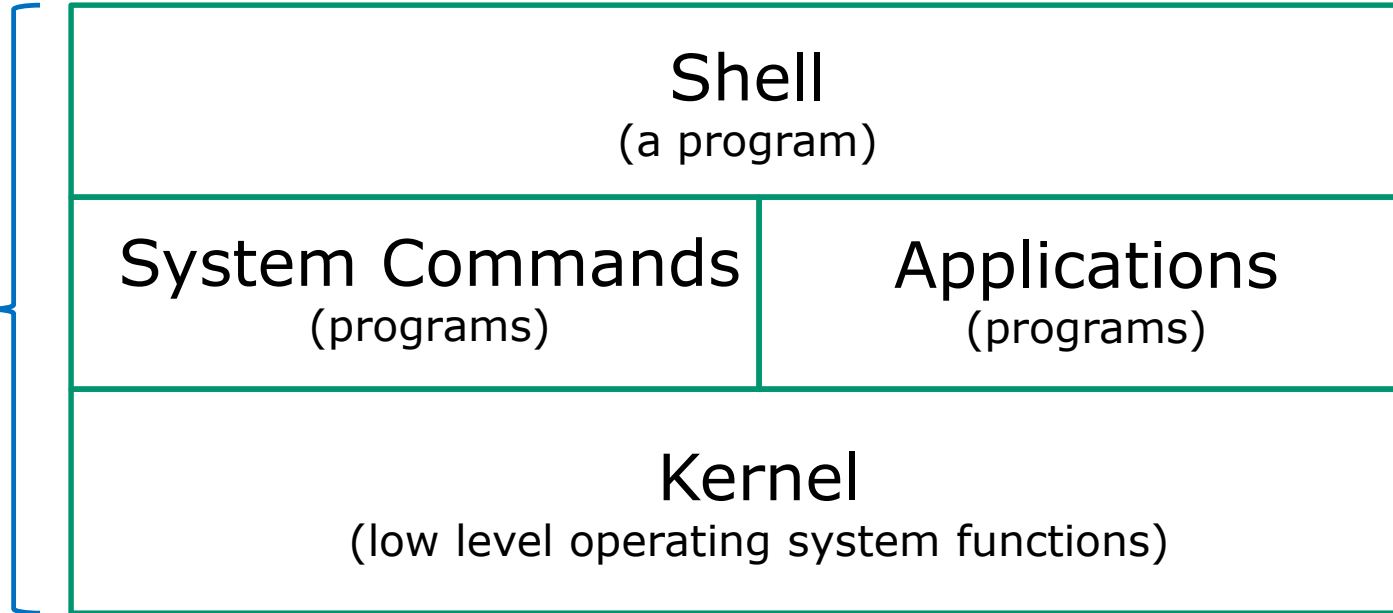 Shell
(a program)
System Commands
(programs)
Applications
(programs)
Kernel
(low level operating system functions)